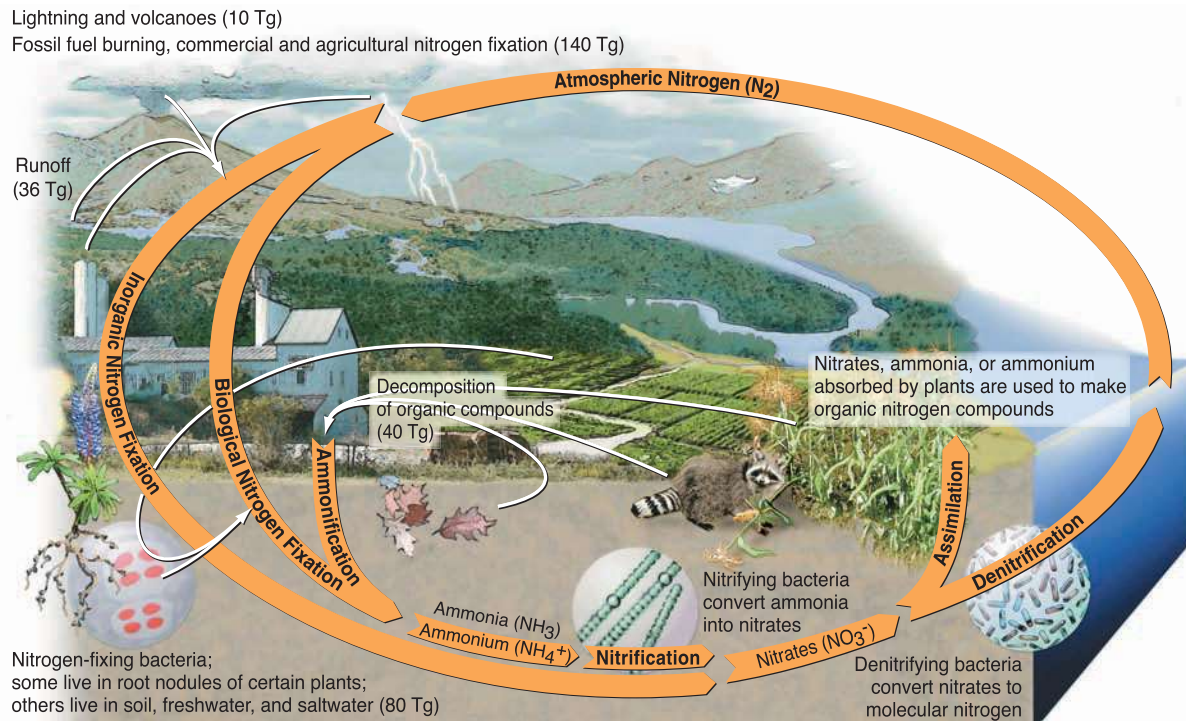 Lightning and volcanoes (10 Tg)
Fossil fuel burning, commercial and agricultural nitrogen fixation (140 Tg)
Atmospheric Nitrogen (N2)
Runoff
(36 Tg)
Inorganic Nitrogen Fixation
Biological Nitrogen Fixation
Ammonification
Decomposition
of organic compounds
(40 Tg)
Nitrates, ammonia, or ammonium
absorbed by plants are used to make
organic nitrogen compounds
Assimilation
Denitrification
Nitrifying bacteria
convert ammonia
into nitrates
Ammonia (NH3)
Ammonium (NH4+)
Nitrification
Nitrates (NO3-)
Nitrogen-fixing bacteria;
some live in root nodules of certain plants;
others live in soil, freshwater, and saltwater (80 Tg)
Denitrifying bacteria
convert nitrates to
molecular nitrogen